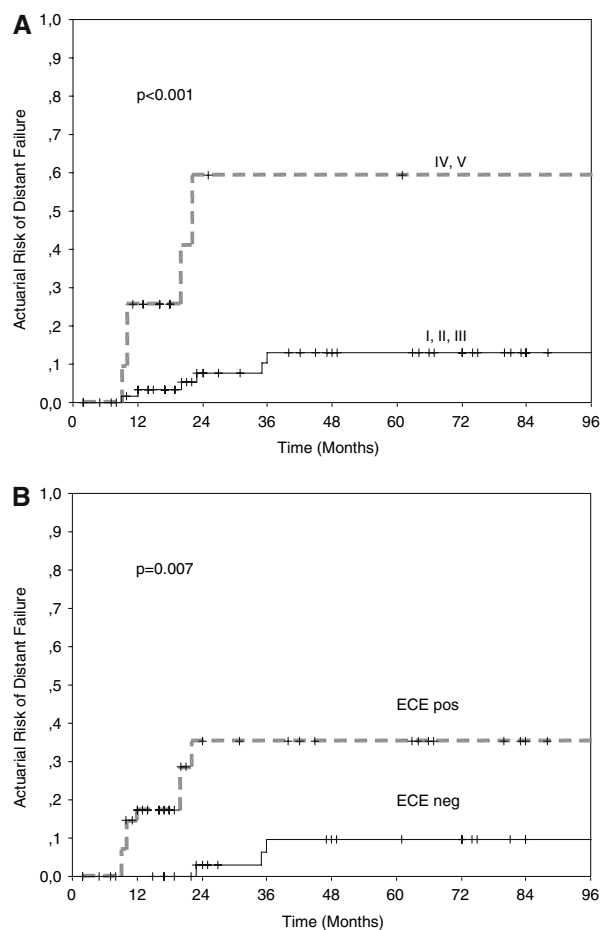 A
1,0
,9
,8
,7
,6
,5
,4
,3
,2
,1
0,0
Actuarial Risk of Distant Failure
p<0.001
IV, V
I, II, III
0 12 24 36 48 60 72 84 96
Time (Months)
B
1,0
,9
,8
,7
,6
,5
,4
,3
,2
,1
0,0
Actuarial Risk of Distant Failure
p=0.007
ECE pos
ECE neg
0 12 24 36 48 60 72 84 96
Time (Months)